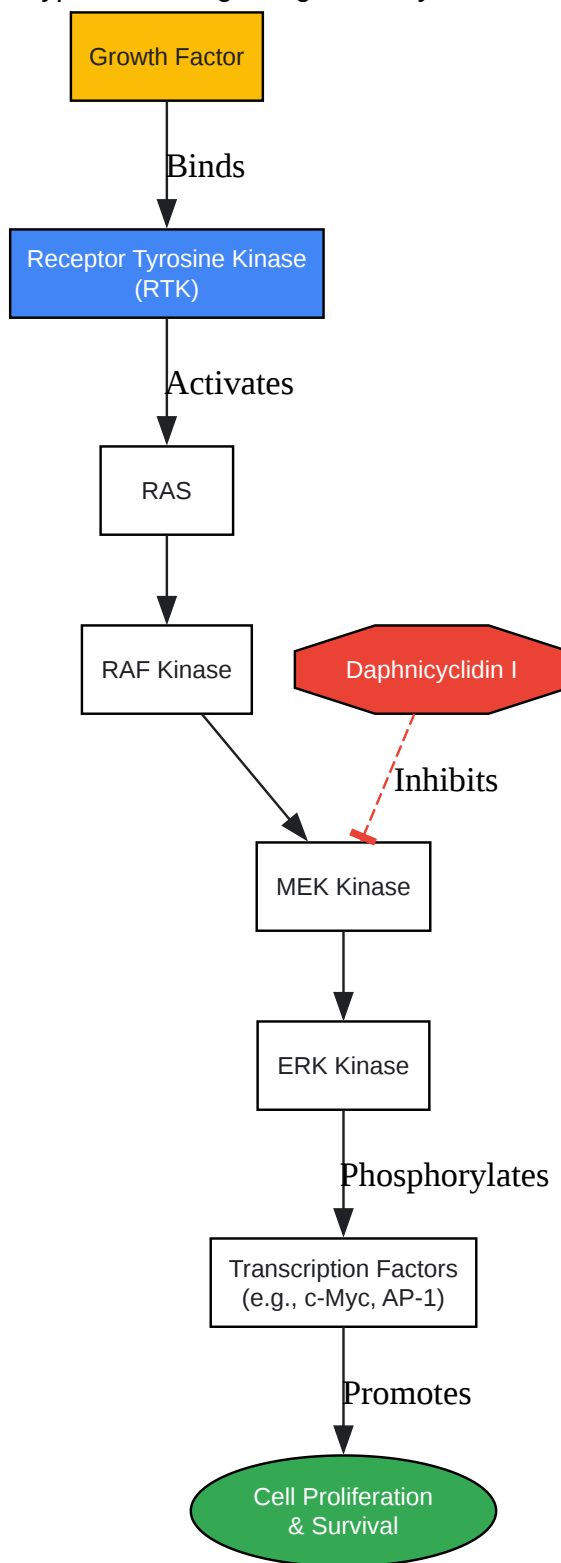 Growth Factor
Binds
Receptor Tyrosine Kinase
(RTK)
Activates
RAS
RAF Kinase
Daphnicyclidin I
Inhibits
MEK Kinase
ERK Kinase
Phosphorylates
Transcription Factors
(e.g., c-Myc, AP-1)
Promotes
Cell Proliferation
& Survival